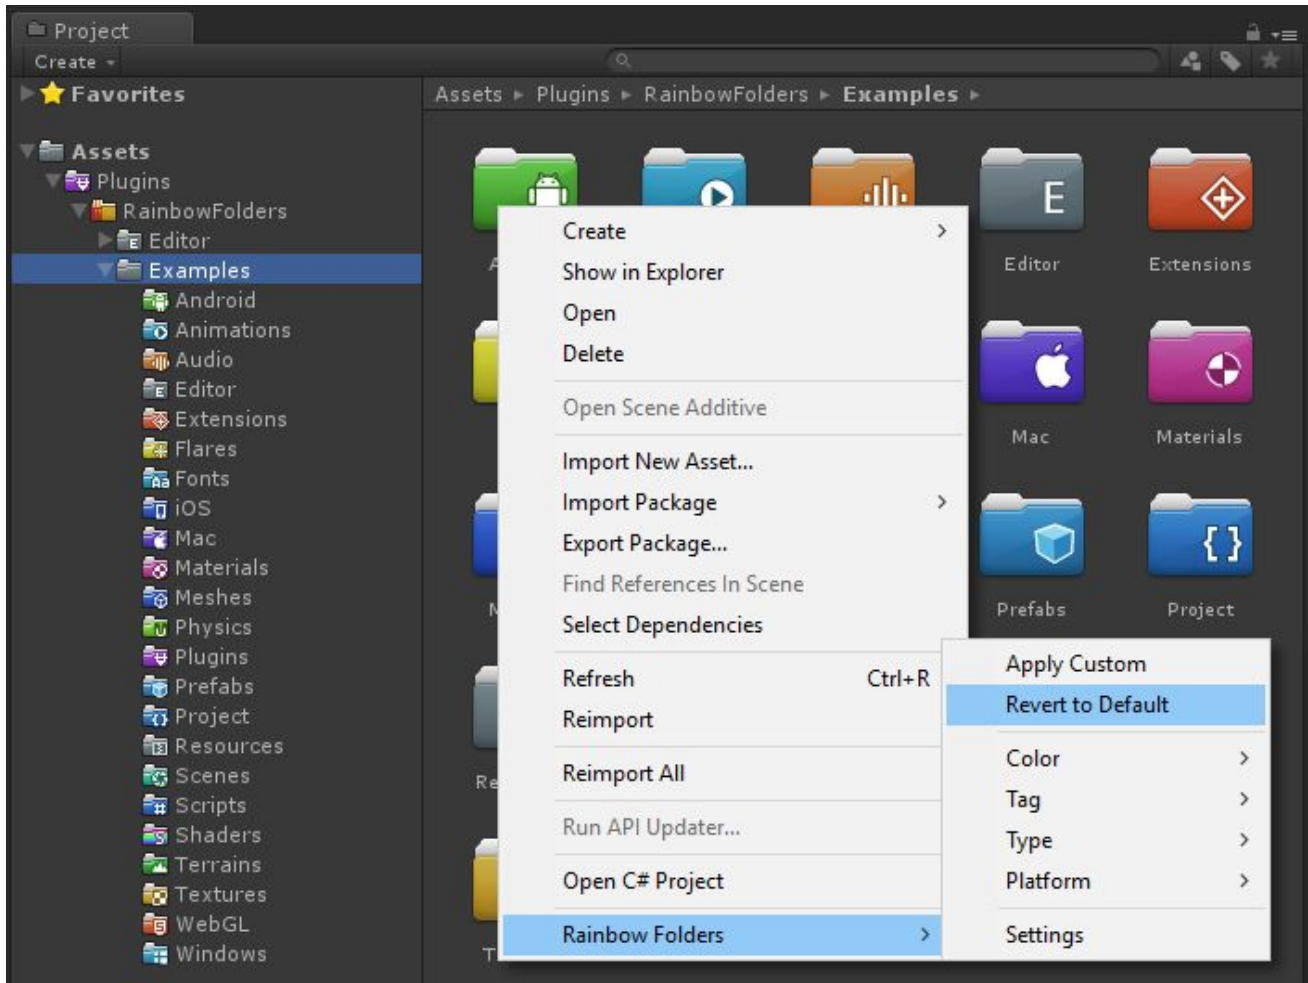 Project
Create
Favorites
Assets
Plugins
RainbowFolders
Editor
Examples
Android
Animations
Audio
Editor
Extensions
Flares
Fonts
iOS
Mac
Materials
Meshes
Physics
Plugins
Prefabs
Project
Resources
Scenes
Scripts
Shaders
Terrains
Textures
WebGL
Windows
Assets Plugins RainbowFolders Examples
E
Editor
Extensions
Mac
Materials
{}
Prefabs
Project
Re
T
Create
Show in Explorer
Open
Delete
Open Scene Additive
Import New Asset...
Import Package
Export Package...
Find References In Scene
Select Dependencies
Refresh Ctrl+R
Reimport
Reimport All
Run API Updater...
Open C# Project
Rainbow Folders
Apply Custom
Revert to Default
Color
Tag
Type
Platform
Settings